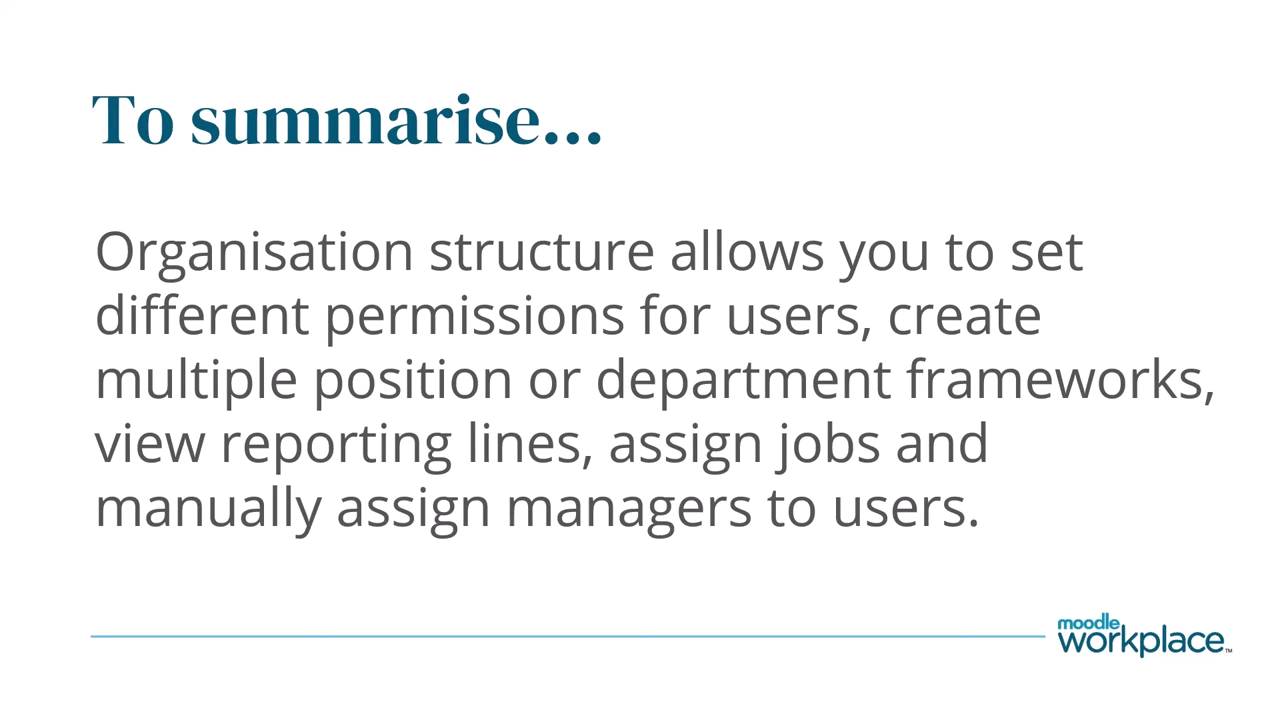 To summarise...
Organisation structure allows you to set
different permissions for users, create
multiple position or department frameworks,
view reporting lines, assign jobs and
manually assign managers to users.
moodle
workplace™